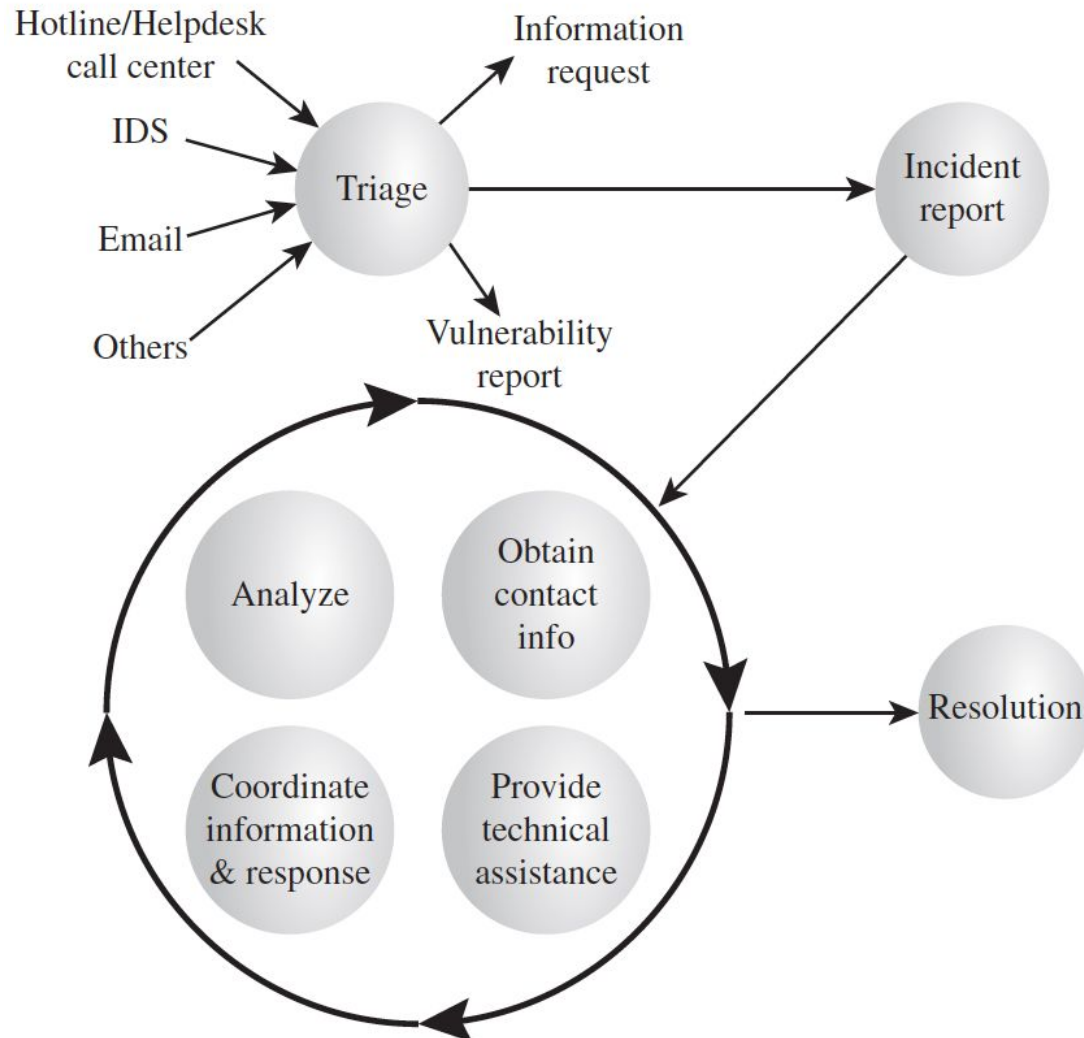 Hotline/Helpdesk
call center
Information
request
IDS
Triage
Incident
report
Email
Others
Vulnerability
report
Analyze
Obtain
contact
info
Resolution
Coordinate
information
& response
Provide
technical
assistance